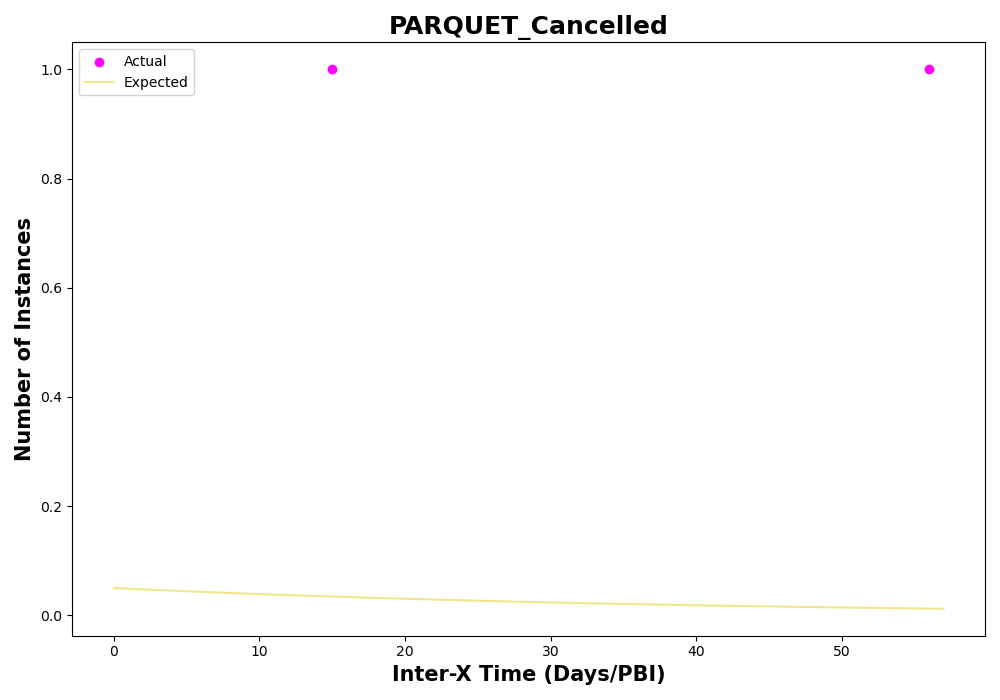 PARQUET_Cancelled
Actual
Expected
1.0
0.8
0.6
0.4
0.2
0.0
Number of Instances
0
10
20
30
40
50
Inter-X Time (Days/PBI)